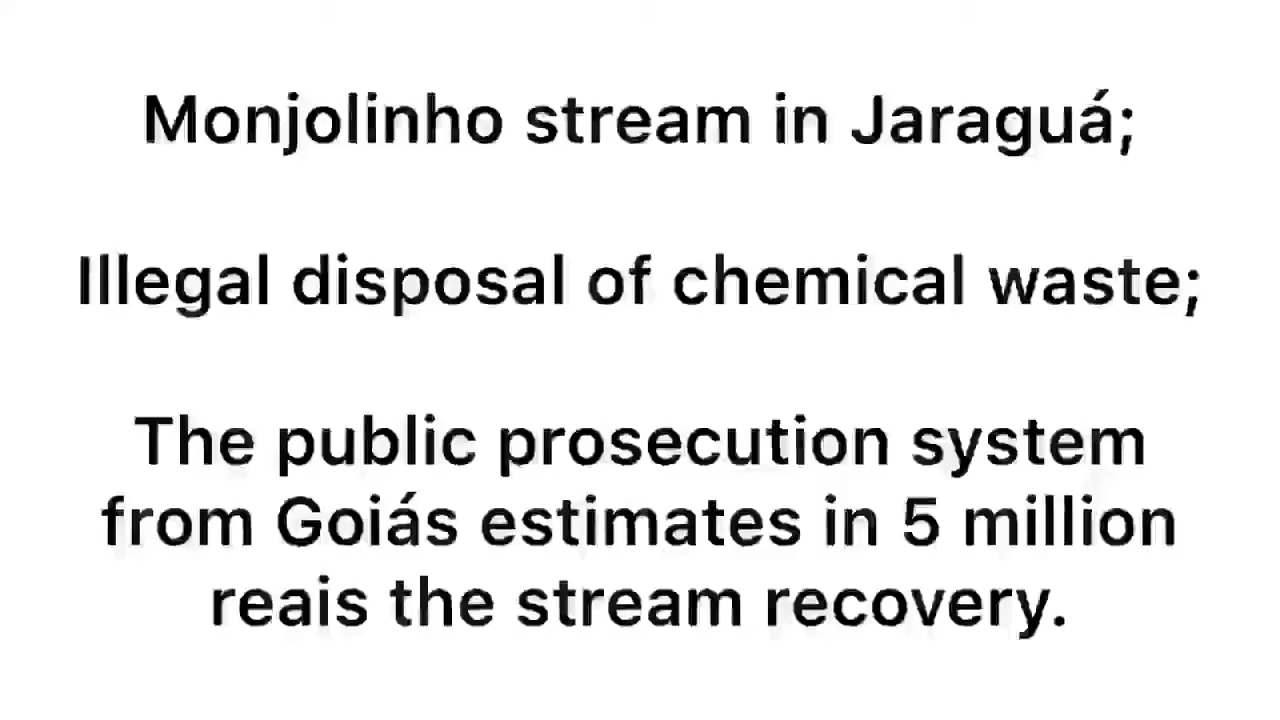 Monjolinho stream in Jaraguá;
Illegal disposal of chemical waste;
The public prosecution system
from Goiás estimates in 5 million
reais the stream recovery.